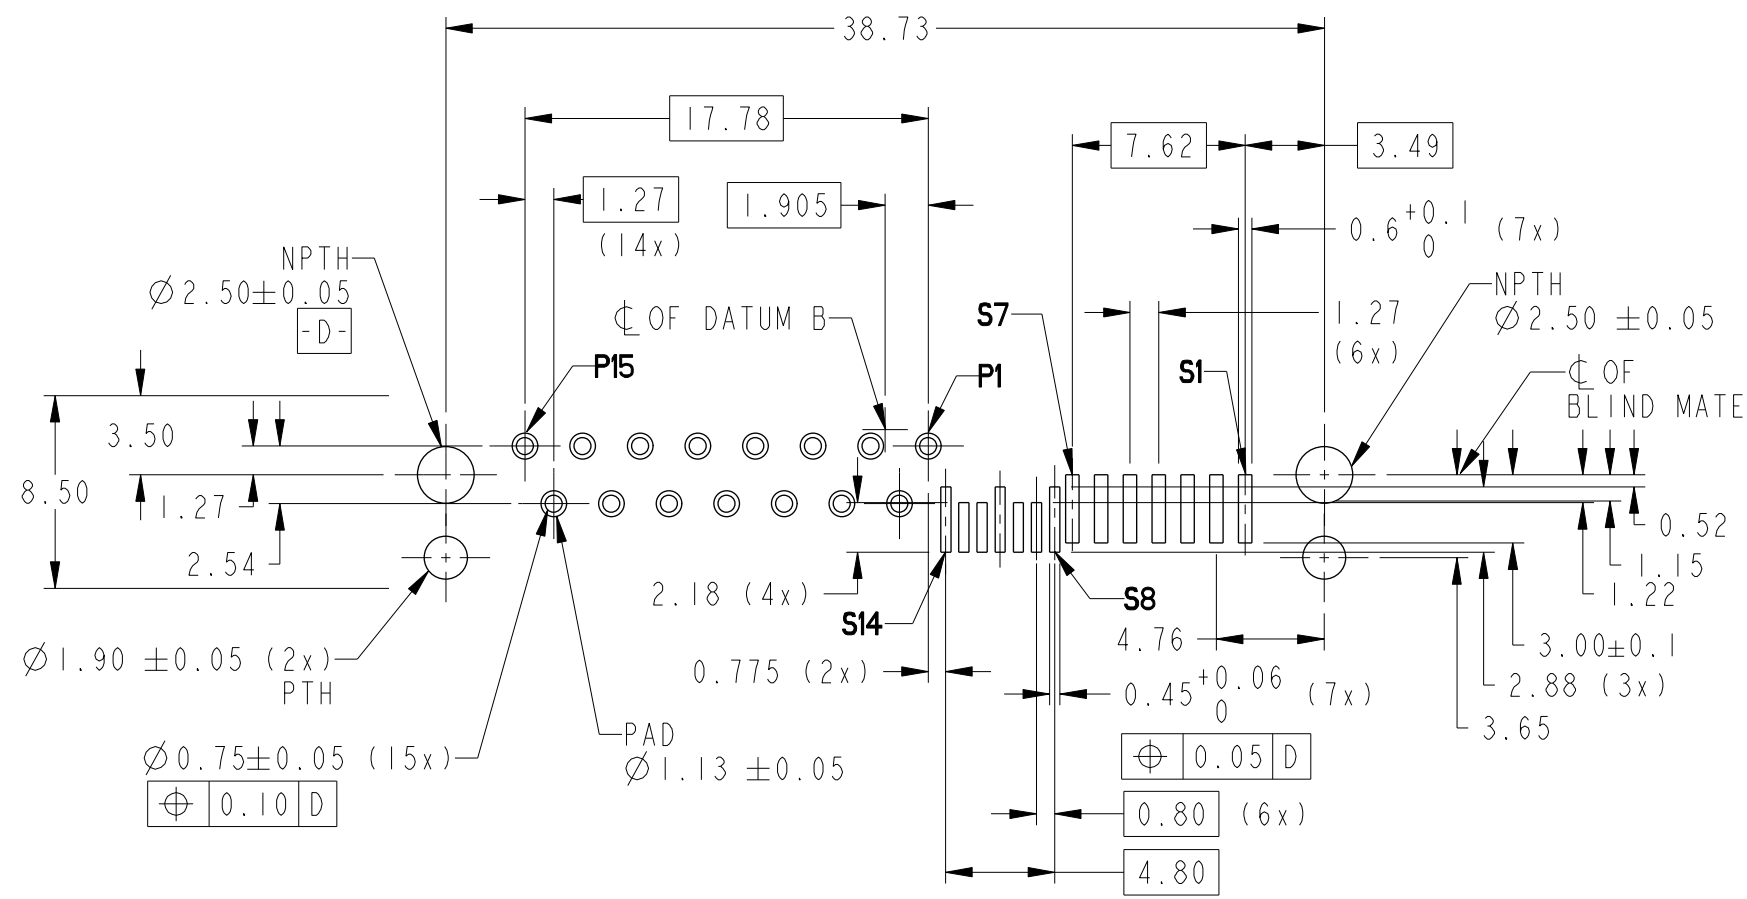 38.73
17.78
7.62
3.49
1.27
(14x)
1.905
0.6 +0.1 0 (7x)
NPTH
Ø2.50±0.05
-D-
℄ OF DATUM B
S7
1.27
(6x)
NPTH
Ø2.50 ±0.05
P15
P1
S1
℄ OF
BLIND MATE
3.50
8.50
1.27
2.54
0.52
1.15
1.22
2.18 (4x)
S14
S8
4.76
3.00±0.1
Ø1.90 ±0.05 (2x)
PTH
0.775 (2x)
0.45 +0.06 0 (7x)
2.88 (3x)
3.65
PAD
Ø1.13 ±0.05
Ø0.75±0.05 (15x)
⌖ 0.10 D
⌖ 0.05 D
0.80 (6x)
4.80